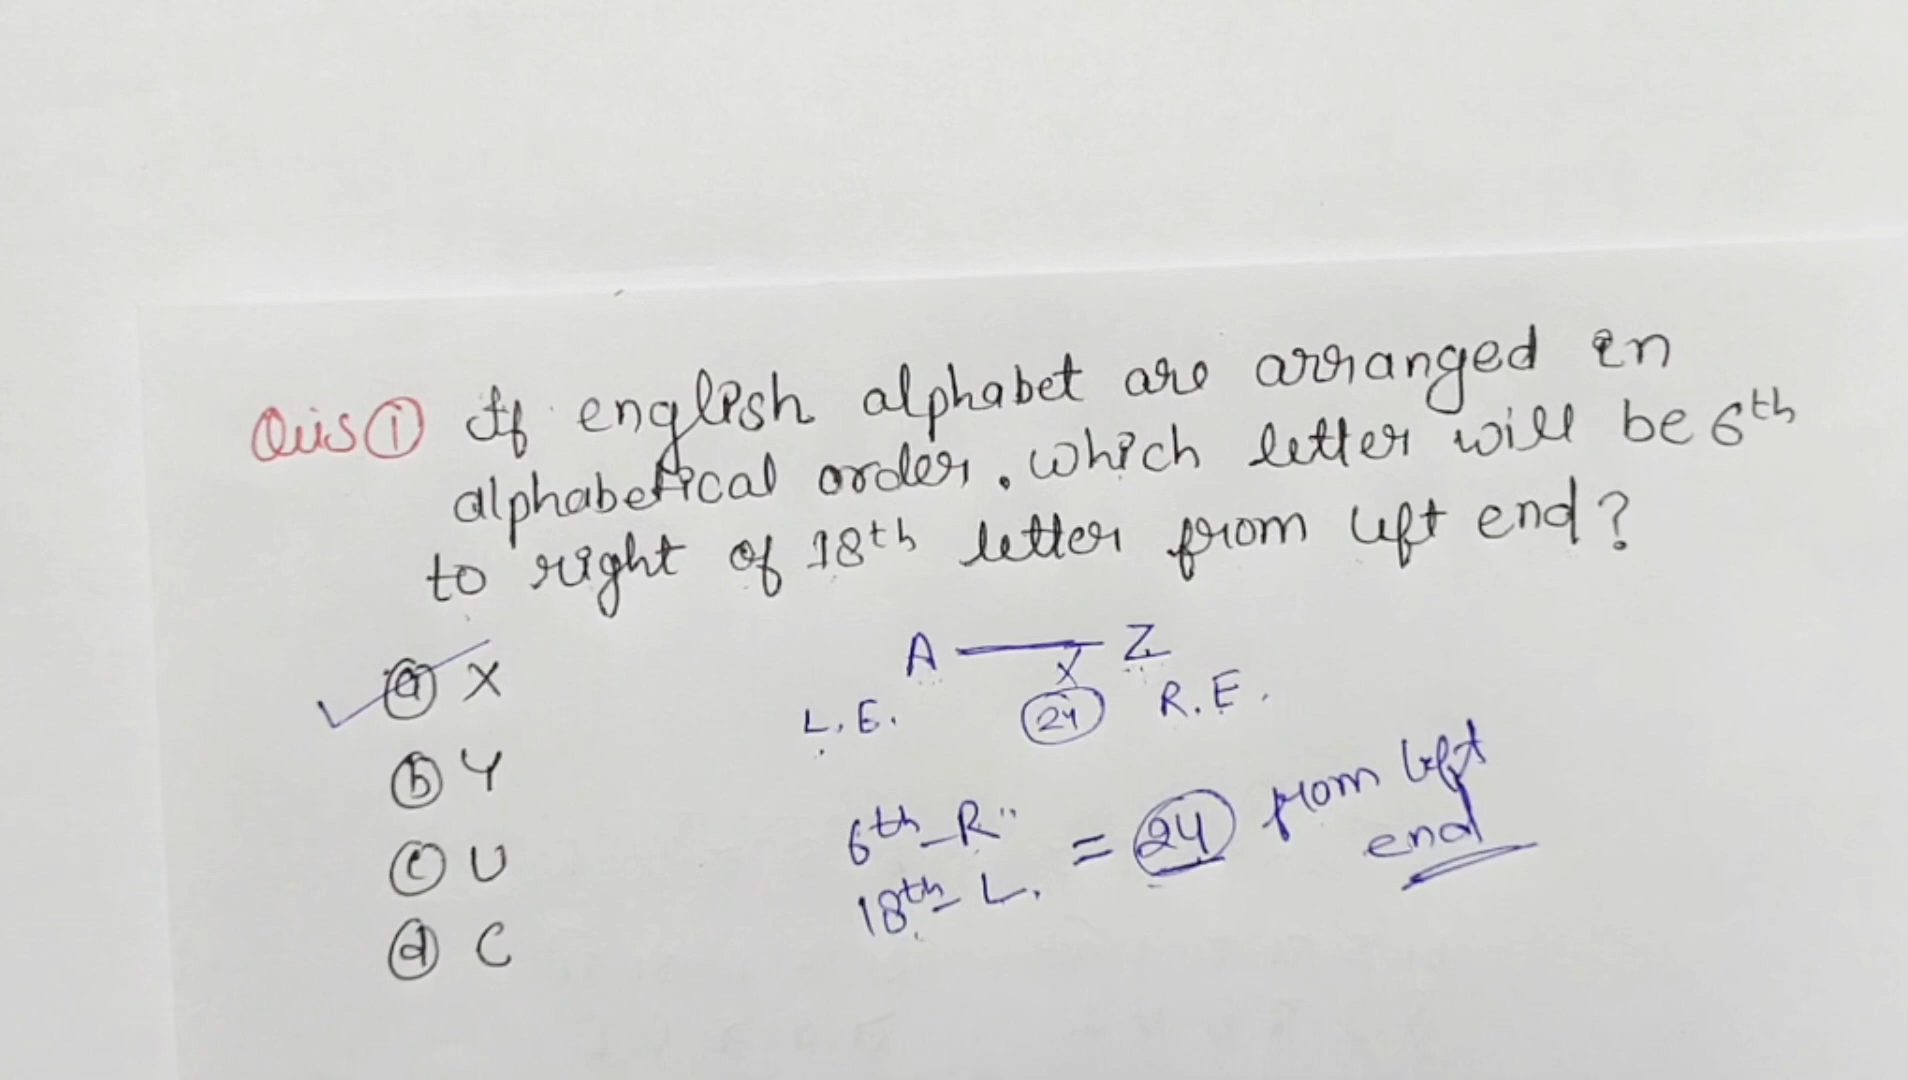 Ques ① If english alphabet are arranged in
alphabetical order. which letter will be 6th
to right of 18th letter from left end?
ⓐ X
ⓑ Y
ⓒ U
ⓓ C
A — Z
X
L.E. 24 R.E.
6th - R
18th - L.
= 24 from left
end